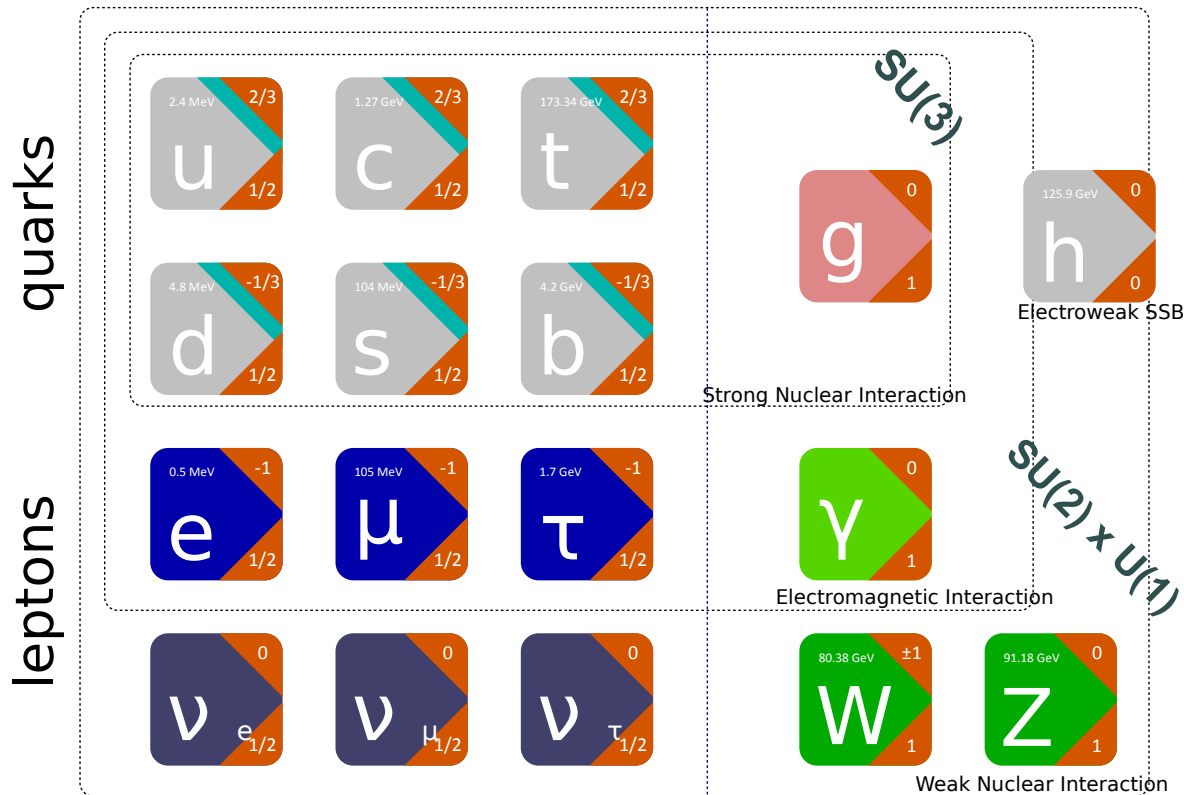 quarks
2.4 MeV 2/3
u
1/2
1.27 GeV 2/3
c
1/2
173.34 GeV 2/3
t
1/2
SU(3)
0
g
1
125.9 GeV 0
h
0
Electroweak SSB
4.8 MeV -1/3
d
1/2
104 MeV -1/3
s
1/2
4.2 GeV -1/3
b
1/2
Strong Nuclear Interaction
leptons
0.5 MeV -1
e
1/2
105 MeV -1
μ
1/2
1.7 GeV -1
τ
1/2
0
γ
1
SU(2) x U(1)
Electromagnetic Interaction
0
ν e
1/2
0
ν μ
1/2
0
ν τ
1/2
80.38 GeV ±1
W
1
91.18 GeV 0
Z
1
Weak Nuclear Interaction